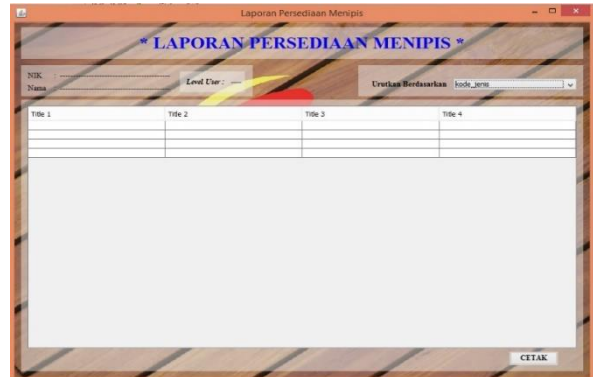 Laporan Persediaan Menipis
* LAPORAN PERSEDIAAN MENIPIS *
NIK :
Nama
Level User :
Urutkan Berdasarkan kode_jenis
Title 1 Title 2 Title 3 Title 4
CETAK